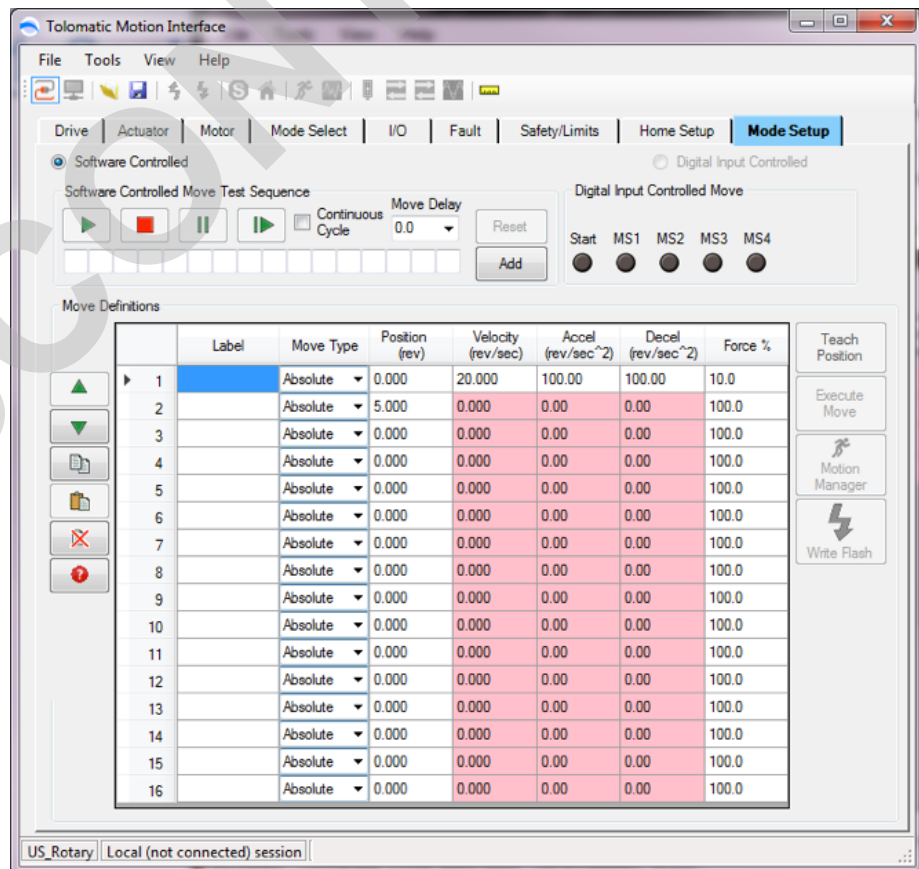 Tolomatic Motion Interface
File Tools View Help
Drive Actuator Motor Mode Select I/O Fault Safety/Limits Home Setup Mode Setup
Software Controlled Digital Input Controlled
Software Controlled Move Test Sequence Digital Input Controlled Move
Continuous Cycle Move Delay 0.0 Reset
Add
Start MS1 MS2 MS3 MS4
Move Definitions
Label Move Type Position (rev) Velocity (rev/sec) Accel (rev/sec^2) Decel (rev/sec^2) Force %
1 Absolute 0.000 20.000 100.00 100.00 10.0
2 Absolute 5.000 0.000 0.00 0.00 100.0
3 Absolute 0.000 0.000 0.00 0.00 100.0
4 Absolute 0.000 0.000 0.00 0.00 100.0
5 Absolute 0.000 0.000 0.00 0.00 100.0
6 Absolute 0.000 0.000 0.00 0.00 100.0
7 Absolute 0.000 0.000 0.00 0.00 100.0
8 Absolute 0.000 0.000 0.00 0.00 100.0
9 Absolute 0.000 0.000 0.00 0.00 100.0
10 Absolute 0.000 0.000 0.00 0.00 100.0
11 Absolute 0.000 0.000 0.00 0.00 100.0
12 Absolute 0.000 0.000 0.00 0.00 100.0
13 Absolute 0.000 0.000 0.00 0.00 100.0
14 Absolute 0.000 0.000 0.00 0.00 100.0
15 Absolute 0.000 0.000 0.00 0.00 100.0
16 Absolute 0.000 0.000 0.00 0.00 100.0
Teach Position
Execute Move
Motion Manager
Write Flash
US_Rotary Local (not connected) session